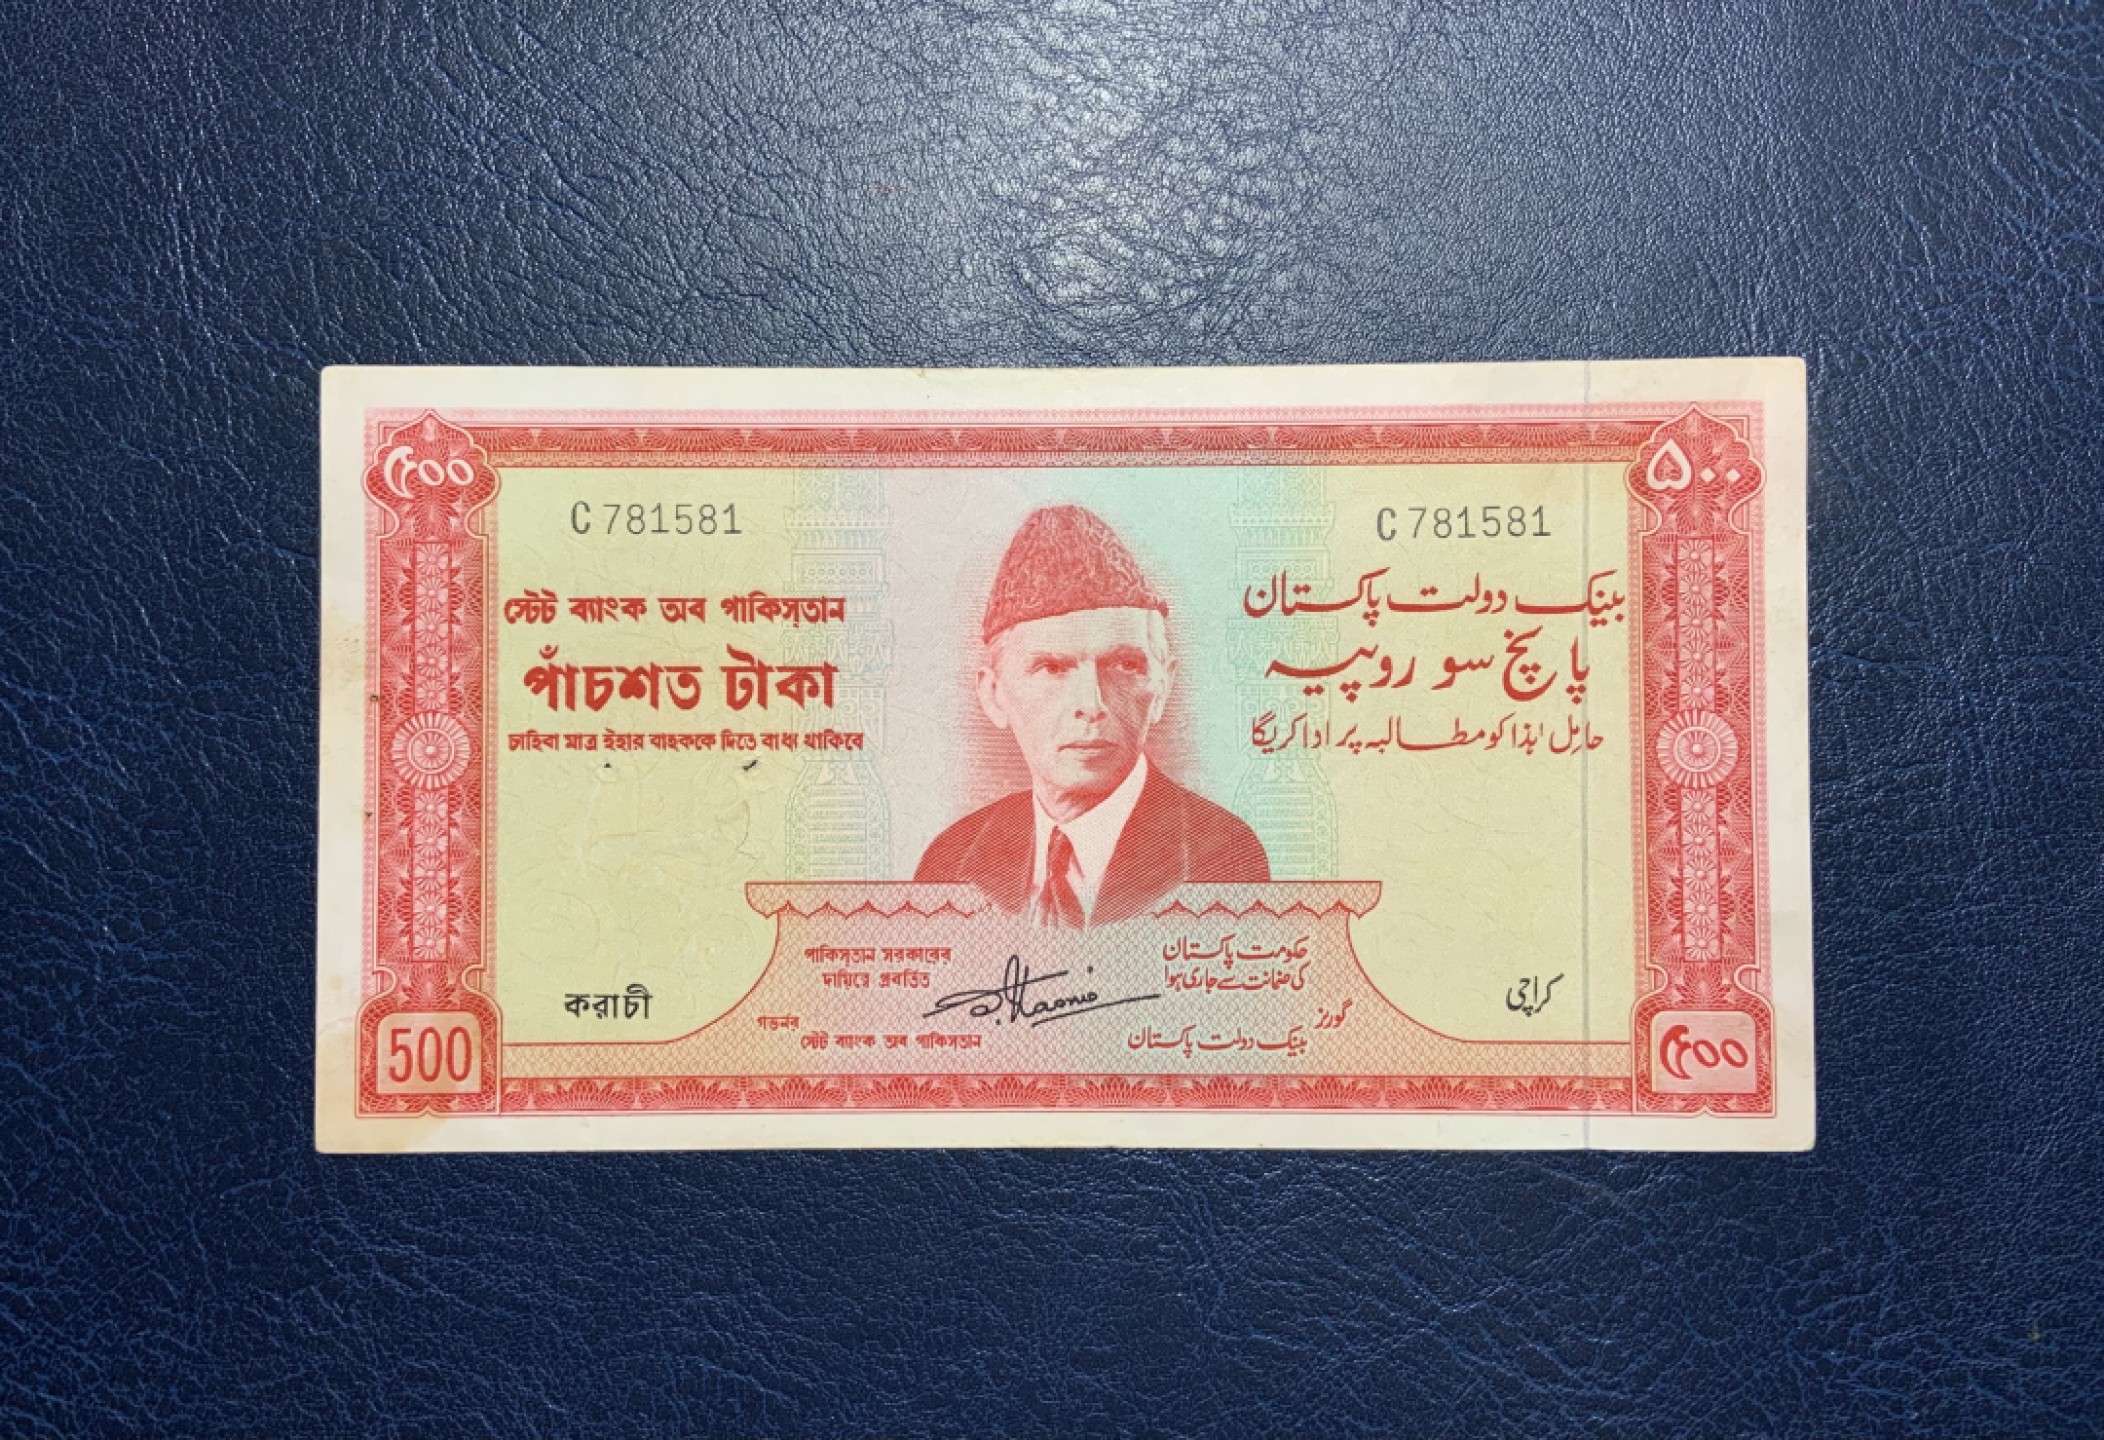 ৫০০
۵۰۰
C 781581
C 781581
স্টেট ব্যাংক অব পাকিস্তান
পাঁচশত টাকা
চাহিবা মাত্র ইহার বাহককে দিতে বাধ্য থাকিবে
بینک دولت پاکستان
پانچ سو روپیہ
حامل ہٰذا کو مطالبہ پر ادا کریگا
পাকিস্তান সরকারের
দায়িত্বে প্রবর্তিত
حکومت پاکستان
کی ضمانت سے جاری ہوا
করাচী
کراچی
গভর্নর
স্টেট ব্যাংক অব পাকিস্তান
گورنر
بینک دولت پاکستان
500
৫০০